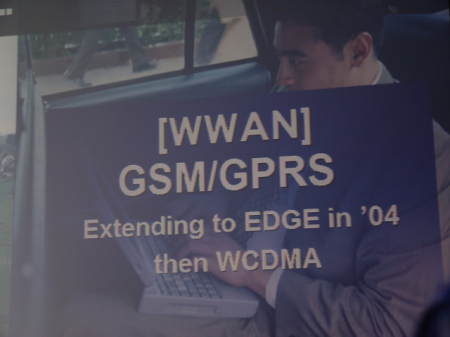 [WWAN]
GSM/GPRS
Extending to EDGE in ’04
then WCDMA